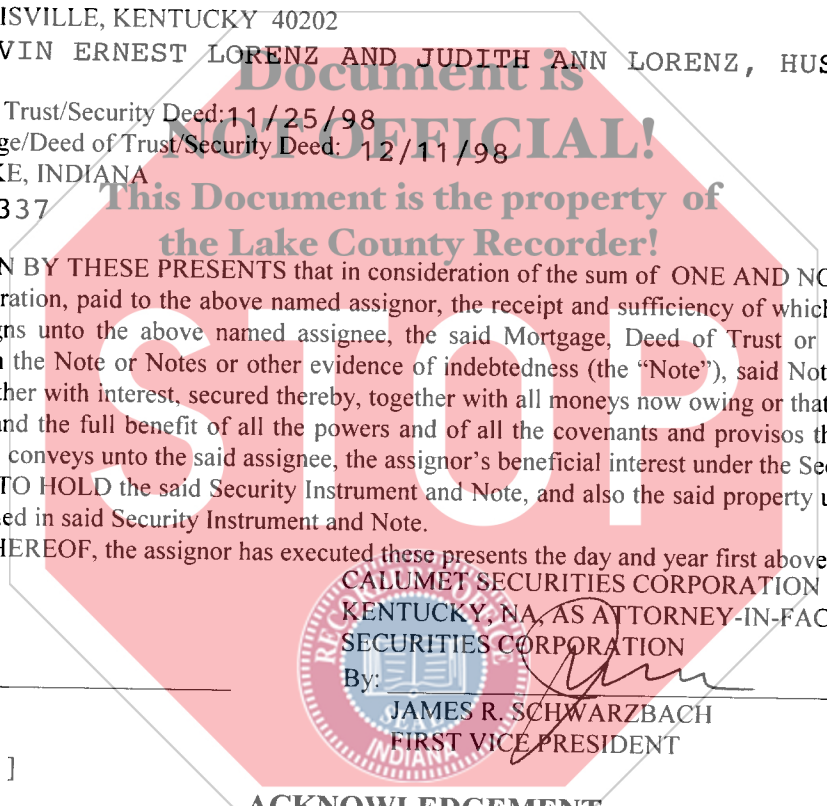 ISVILLE, KENTUCKY 40202
VIN ERNEST LORENZ AND JUDITH ANN LORENZ, HUS
Document is
Trust/Security Deed:11/25/98
NOT OFFICIAL!
ge/Deed of Trust/Security Deed: 12/11/98
KE, INDIANA
This Document is the property of
337
the Lake County Recorder!
N BY THESE PRESENTS that in consideration of the sum of ONE AND NO
ration, paid to the above named assignor, the receipt and sufficiency of which
gns unto the above named assignee, the said Mortgage, Deed of Trust or
n the Note or Notes or other evidence of indebtedness (the “Note”), said Not
ther with interest, secured thereby, together with all moneys now owing or that
and the full benefit of all the powers and of all the covenants and provisos th
conveys unto the said assignee, the assignor’s beneficial interest under the Sec
TO HOLD the said Security Instrument and Note, and also the said property u
ed in said Security Instrument and Note.
HEREOF, the assignor has executed these presents the day and year first above
STOP
CALUMET SECURITIES CORPORATION
KENTUCKY, NA, AS ATTORNEY-IN-FAC
SECURITIES CORPORATION
By:
JAMES R. SCHWARZBACH
FIRST VICE PRESIDENT
RECORDER'S OFFICE
SEAL
INDIANA
]
ACKNOWLEDGEMENT